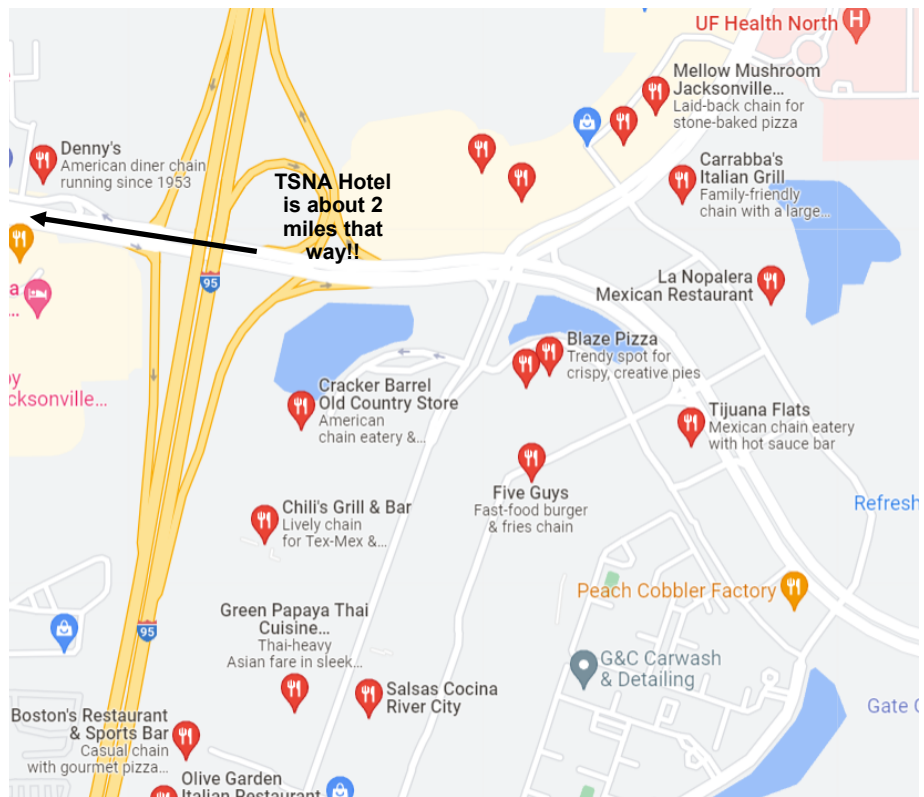 UF Health North
H
Mellow Mushroom
Jacksonville...
Laid-back chain for
stone-baked pizza
Denny's
American diner chain
running since 1953
TSNA Hotel
is about 2
miles that
way!!
Carrabba's
Italian Grill
Family-friendly
chain with a large...
95
La Nopalera
Mexican Restaurant
a
...
Blaze Pizza
Trendy spot for
crispy, creative pies
by
cksonville...
Cracker Barrel
Old Country Store
American
chain eatery &...
Tijuana Flats
Mexican chain eatery
with hot sauce bar
Five Guys
Fast-food burger
& fries chain
Chili's Grill & Bar
Lively chain
for Tex-Mex &...
Refresh
Peach Cobbler Factory
Green Papaya Thai
Cuisine...
Thai-heavy
Asian fare in sleek...
95
G&C Carwash
& Detailing
Salsas Cocina
River City
Gate
Boston's Restaurant
& Sports Bar
Casual chain
with gourmet pizza...
Olive Garden
Italian Restaurant